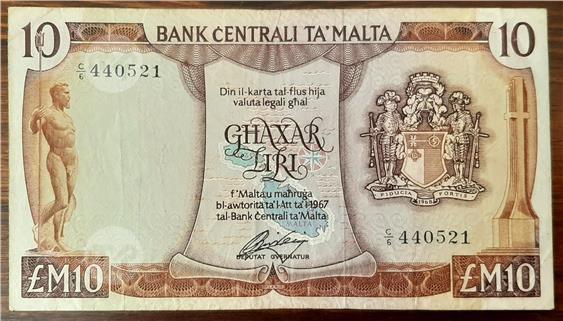 10 BANK ĊENTRALI TA' MALTA 10
C/6 440521
Din il-karta tal-flus hija
valuta legali għal
GĦAXAR
LIRI
f'Malta u maħruġa
bl-awtorità ta' l-Att ta' l-1967
tal-Bank Ċentrali ta' Malta
DEPUTAT GVERNATUR
FIDUCIA FORTIS
1968
C/6 440521
£M10 £M10